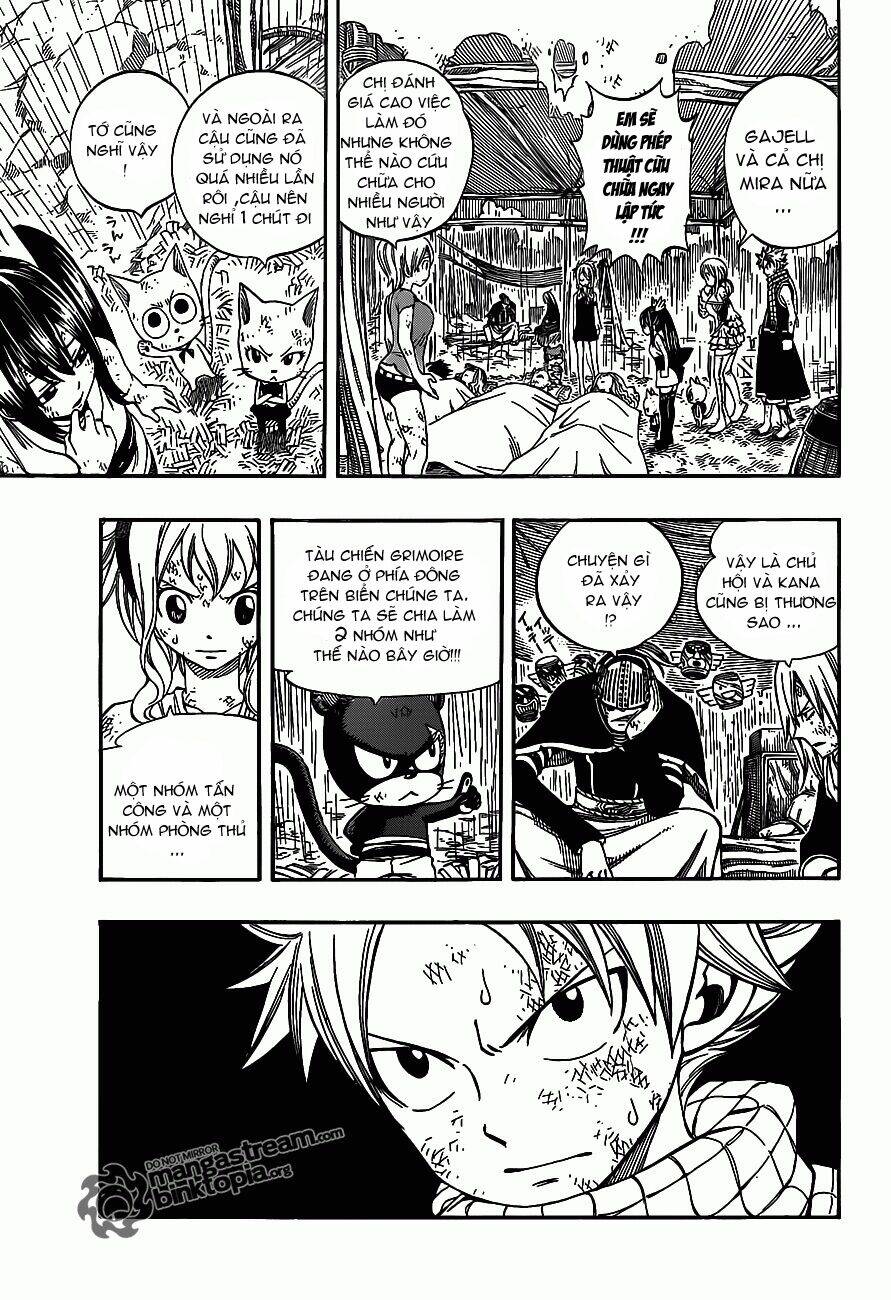 GAJELL
VÀ CẢ CHỊ
MIRA NỮA
...
EM SẼ
DÙNG PHÉP
THUẬT CỨU
CHỮA NGAY
LẬP TỨC
!!!
CHỊ ĐÁNH
GIÁ CAO VIỆC
LÀM ĐÓ
NHƯNG KHÔNG
THỂ NÀO CỨU
CHỮA CHO
NHIỀU NGƯỜI
NHƯ VẬY
VÀ NGOÀI RA
CẬU CŨNG ĐÃ
SỬ DỤNG NÓ
QUÁ NHIỀU LẦN
RỒI ,CẬU NÊN
NGHỈ 1 CHÚT ĐI
TỚ CŨNG
NGHĨ VẬY
!
うんうん
VẬY LÀ CHỦ
HỘI VÀ KANA
CŨNG BỊ THƯƠNG
SAO ...
CHUYỆN GÌ
ĐÃ XẢY
RA VẬY
!?
TÀU CHIẾN GRIMOIRE
ĐANG Ở PHÍA ĐÔNG
TRÊN BIỂN CHÚNG TA.
CHÚNG TA SẼ CHIA LÀM
2 NHÓM NHƯ
THẾ NÀO BÂY GIỜ!!!
MỘT NHÓM TẤN
CÔNG VÀ MỘT
NHÓM PHÒNG THỦ
...
DO NOT MIRROR
mangastream.com
binktopia.org